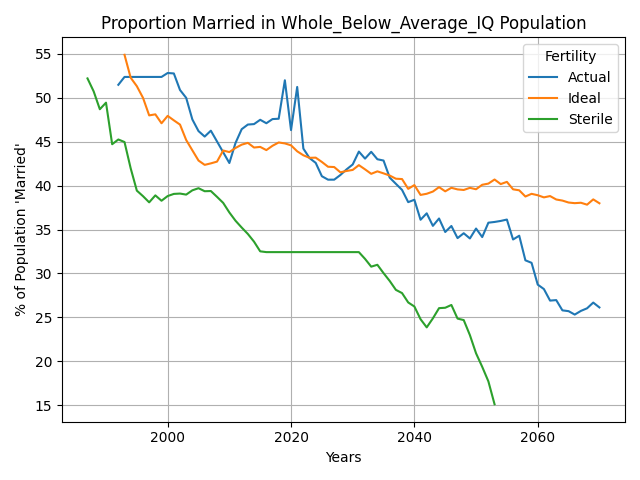 Proportion Married in Whole_Below_Average_IQ Population
Fertility
Actual
Ideal
Sterile
% of Population 'Married'
55
50
45
40
35
30
25
20
15
2000
2020
2040
2060
Years